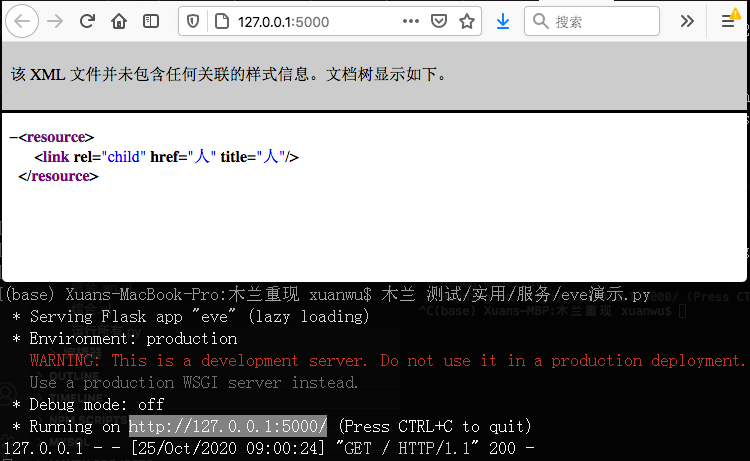 127.0.0.1:5000
搜索
该 XML 文件并未包含任何关联的样式信息。文档树显示如下。
−<resource>
<link rel="child" href="人" title="人"/>
</resource>
[(base) Xuans-MacBook-Pro:木兰重现 xuanwu$ 木兰 测试/实用/服务/eve演示.py
^C(base) Xuans-MBP:木兰重现 xuanwu$
* Serving Flask app "eve" (lazy loading)
* Environment: production
WARNING: This is a development server. Do not use it in a production deployment.
Use a production WSGI server instead.
OUTLINE
TIMELINE
* Debug mode: off
NPM SCRIPTS
* Running on http://127.0.0.1:5000/ (Press CTRL+C to quit)
MYSQL
127.0.0.1 - - [25/Oct/2020 09:00:24] "GET / HTTP/1.1" 200 -